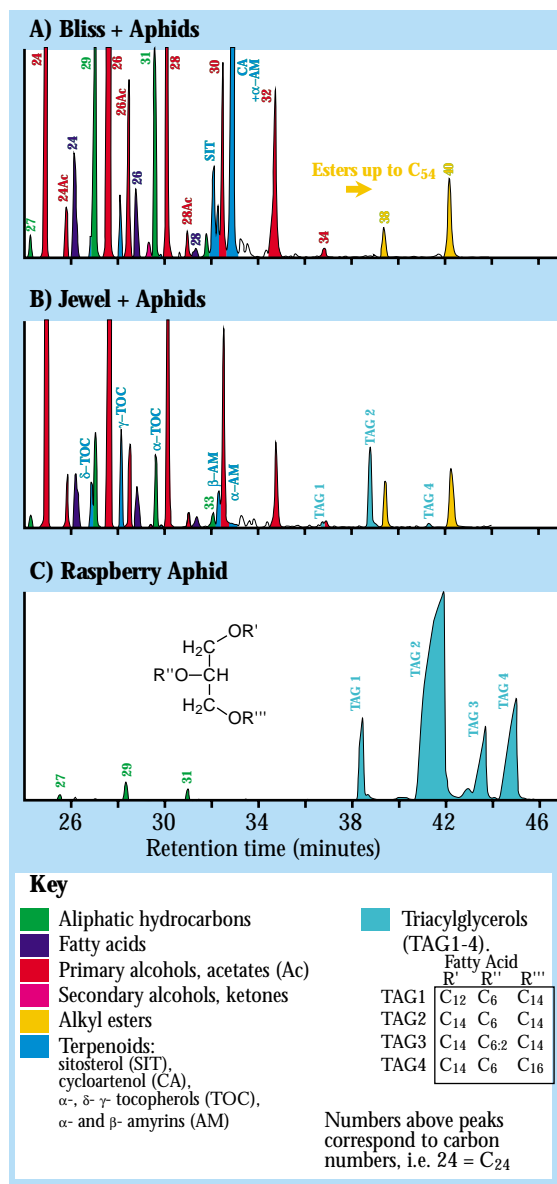 A) Bliss + Aphids
24
29
26
31
28
30
CA
+α–AM
26Ac
32
24
SIT
Esters up to C54
40
24Ac
26
38
27
28Ac
28
34
B) Jewel + Aphids
γ–TOC
δ–TOC
α–TOC
β–AM
α–AM
TAG 2
33
TAG 1
TAG 4
C) Raspberry Aphid
H2C OR'
R''O CH
H2C OR'''
TAG 1
TAG 2
TAG 3
TAG 4
27
29
31
26 30 34 38 42 46
Retention time (minutes)
Key
Aliphatic hydrocarbons
Fatty acids
Primary alcohols, acetates (Ac)
Secondary alcohols, ketones
Alkyl esters
Terpenoids:
sitosterol (SIT),
cycloartenol (CA),
α-, δ- γ- tocopherols (TOC),
α- and β- amyrins (AM)
Triacylglycerols
(TAG1-4).
Fatty Acid
R' R'' R'''
TAG1 C12 C6 C14
TAG2 C14 C6 C14
TAG3 C14 C6:2 C14
TAG4 C14 C6 C16
Numbers above peaks
correspond to carbon
numbers, i.e. 24 = C24